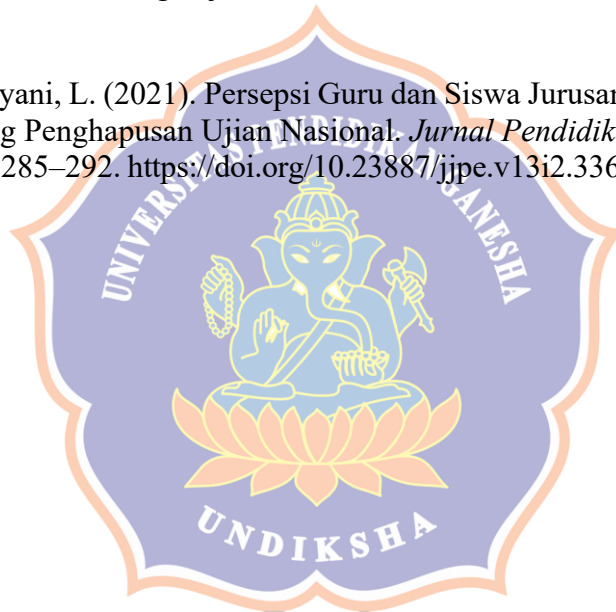 yani, L. (2021). Persepsi Guru dan Siswa Jurusan
g Penghapusan Ujian Nasional. Jurnal Pendidik
285–292. https://doi.org/10.23887/jjpe.v13i2.336
UNIVERSITAS PENDIDIKAN GANESHA
UNDIKSHA